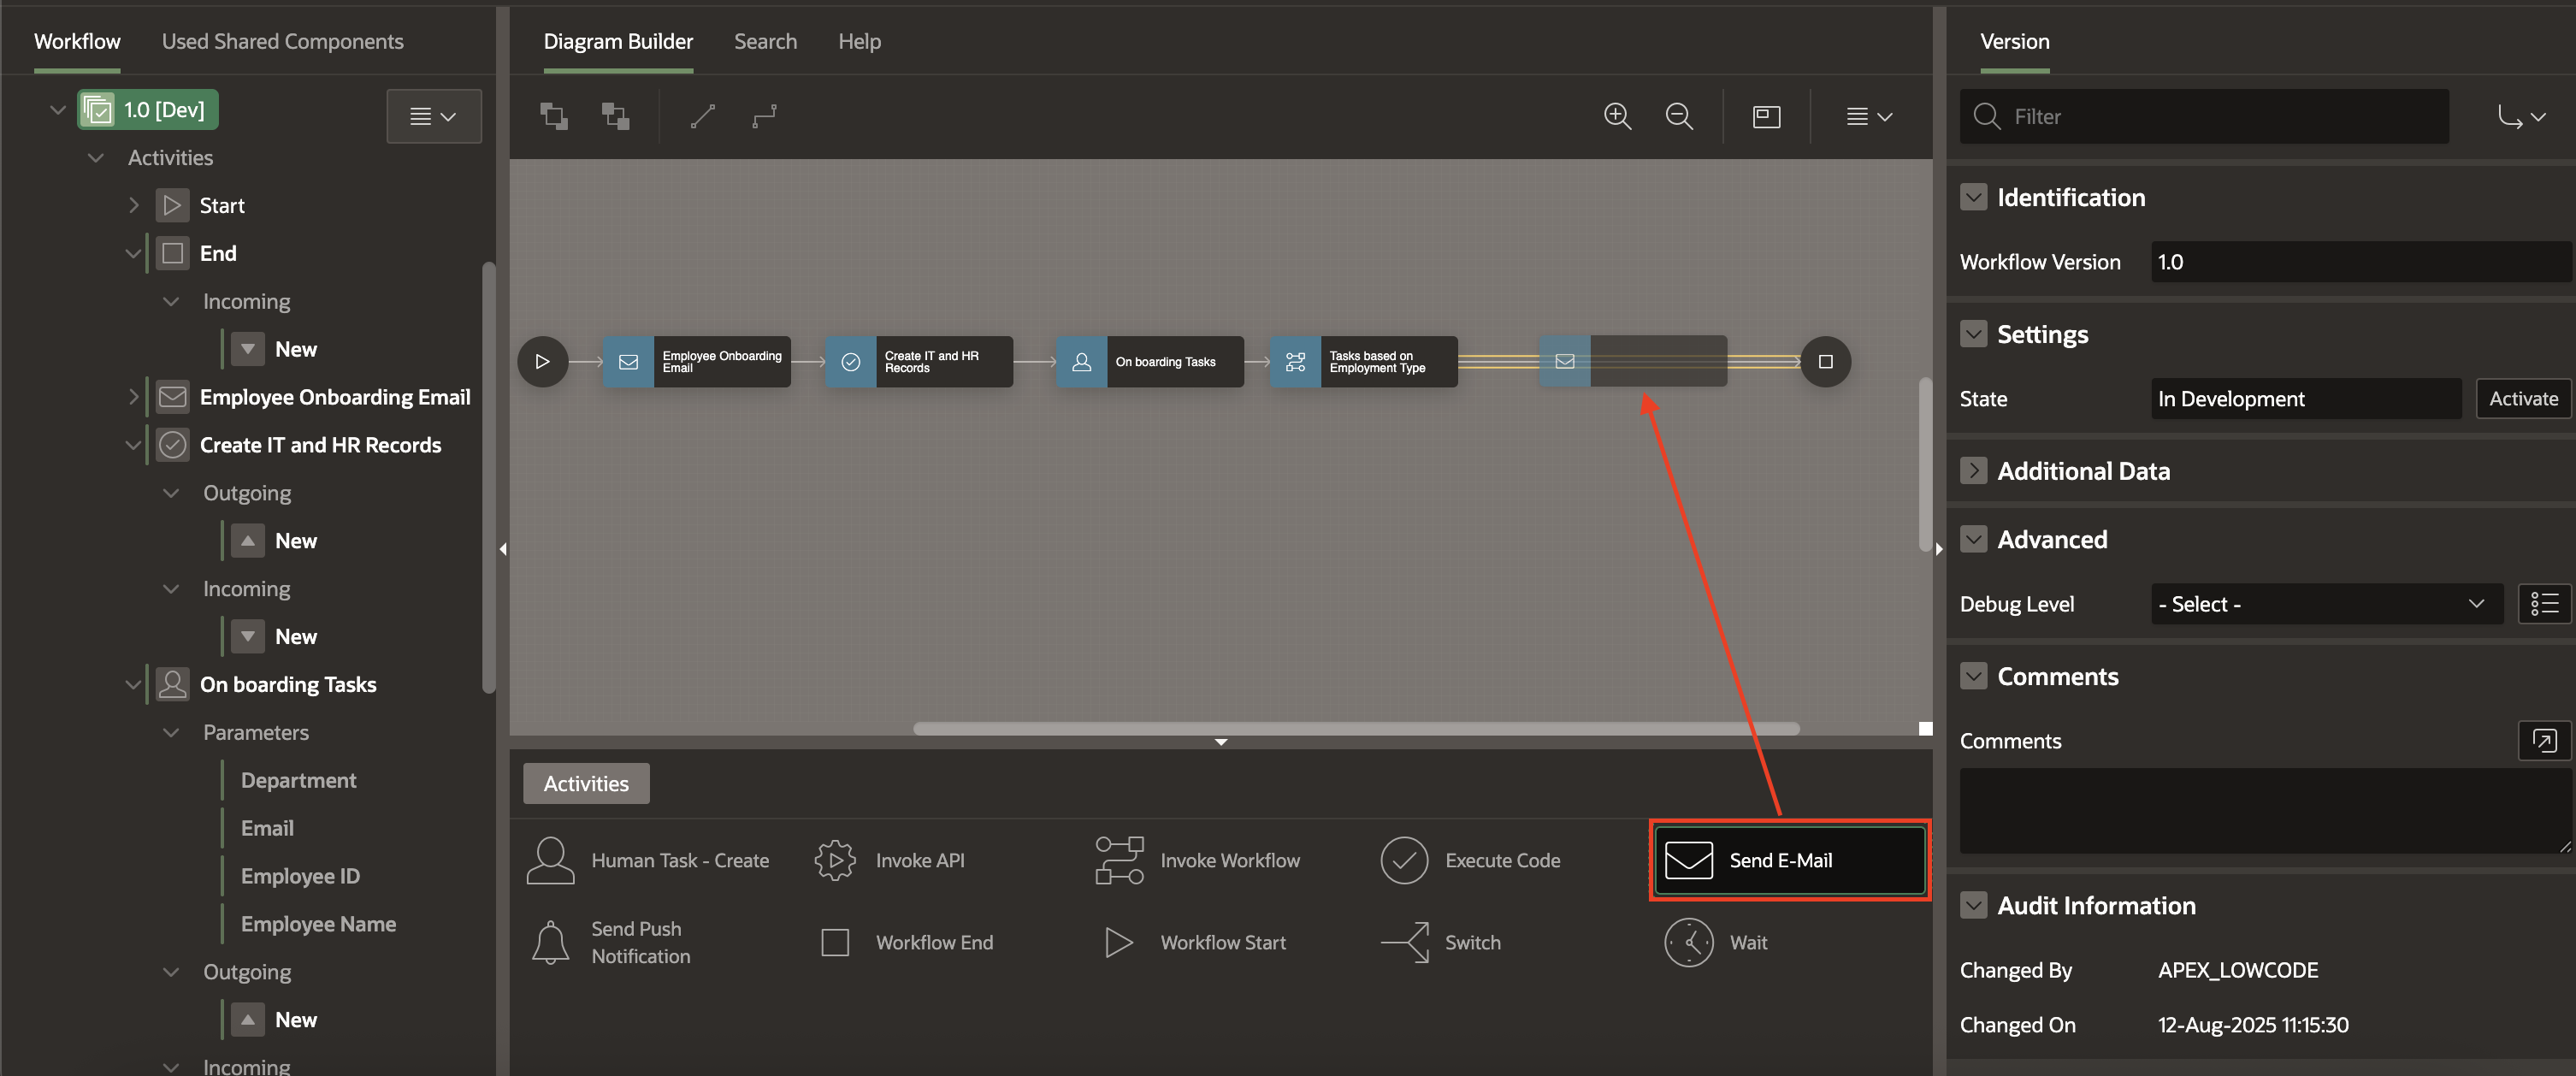 Workflow
Used Shared Components
1.0 [Dev]
Activities
Start
End
Incoming
New
Employee Onboarding Email
Create IT and HR Records
Outgoing
New
Incoming
New
On boarding Tasks
Parameters
Department
Email
Employee ID
Employee Name
Outgoing
New
Incoming
Diagram Builder
Search
Help
Employee Onboarding
Email
Create IT and HR
Records
On boarding Tasks
Tasks based on
Employment Type
Activities
Human Task - Create
Invoke API
Invoke Workflow
Execute Code
Send E-Mail
Send Push
Notification
Workflow End
Workflow Start
Switch
Wait
Version
Filter
Identification
Workflow Version
1.0
Settings
State
In Development
Activate
Additional Data
Advanced
Debug Level
- Select -
Comments
Comments
Audit Information
Changed By
APEX_LOWCODE
Changed On
12-Aug-2025 11:15:30